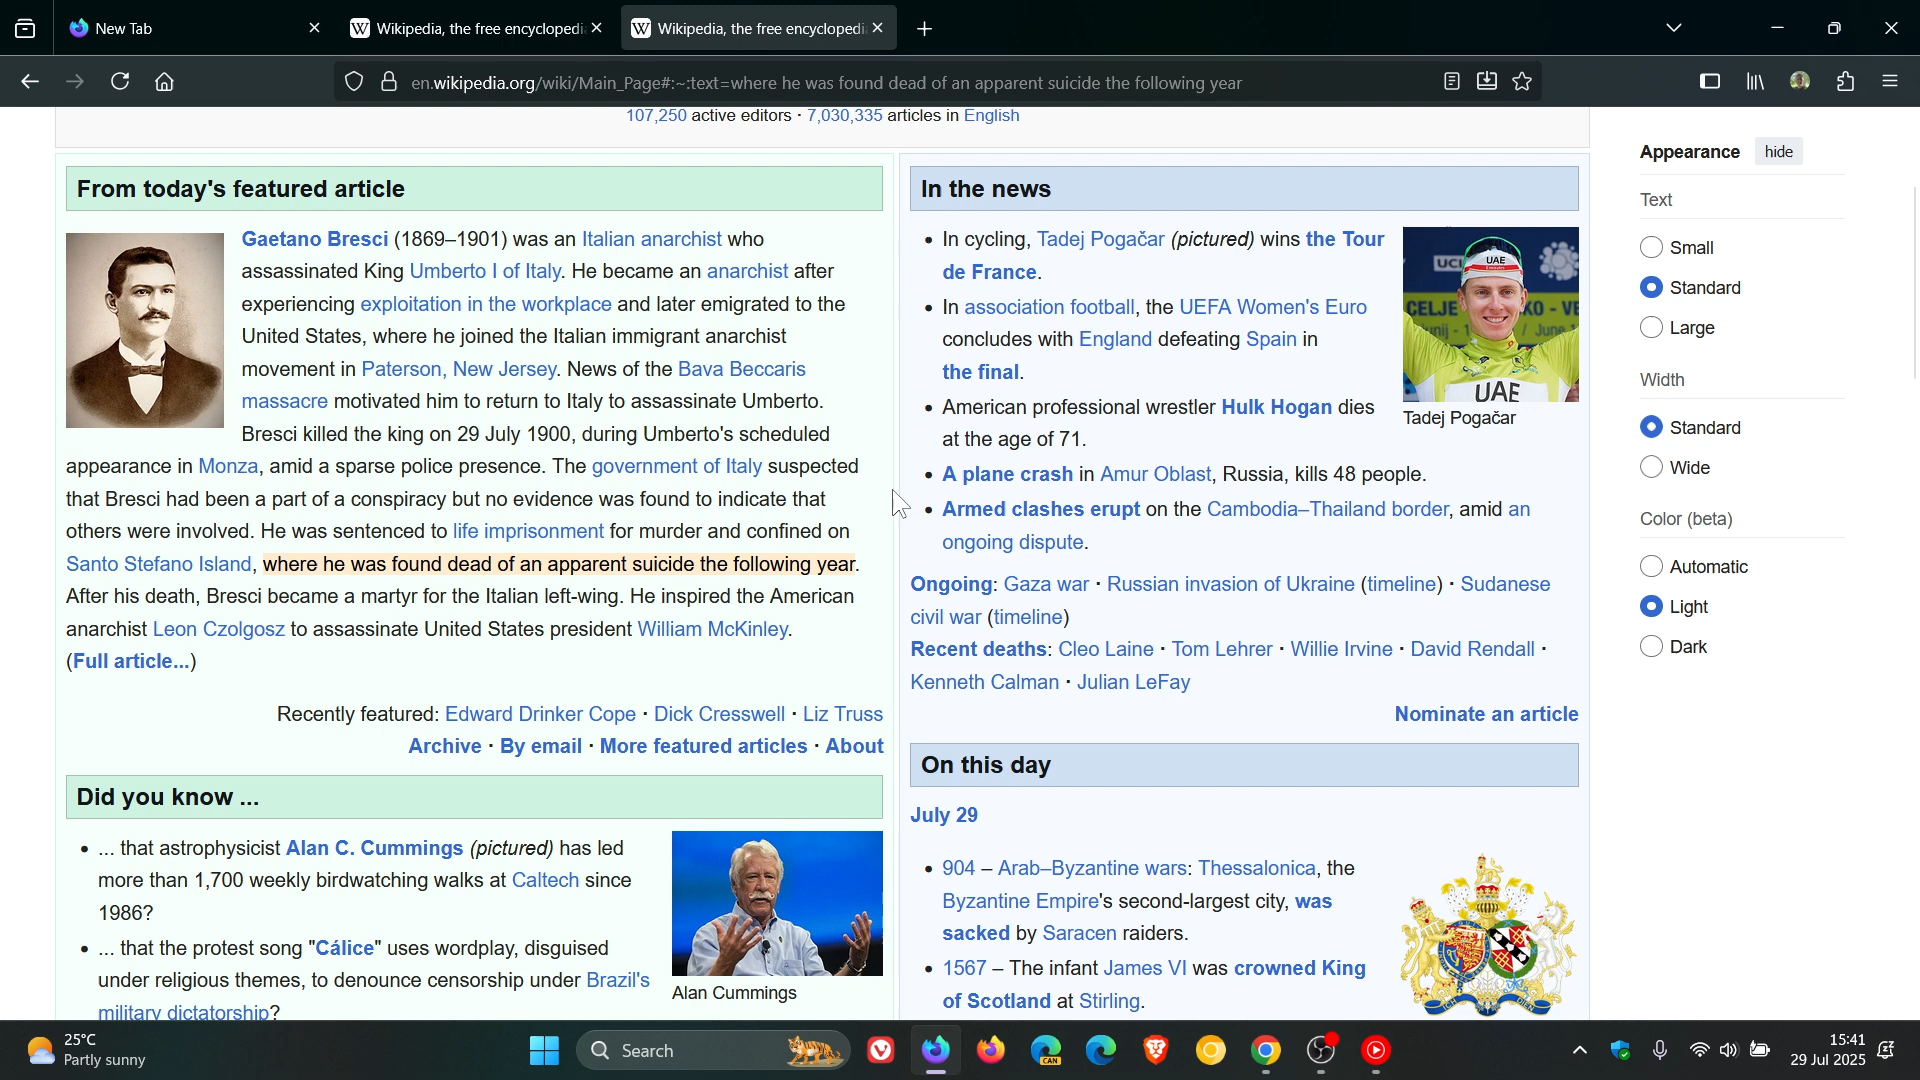 New Tab
Wikipedia, the free encyclopedi
Wikipedia, the free encyclopedi
en.wikipedia.org/wiki/Main_Page#:~:text=where he was found dead of an apparent suicide the following year
107,250 active editors · 7,030,335 articles in English
From today's featured article
Gaetano Bresci (1869–1901) was an Italian anarchist who
assassinated King Umberto I of Italy. He became an anarchist after
experiencing exploitation in the workplace and later emigrated to the
United States, where he joined the Italian immigrant anarchist
movement in Paterson, New Jersey. News of the Bava Beccaris
massacre motivated him to return to Italy to assassinate Umberto.
Bresci killed the king on 29 July 1900, during Umberto's scheduled
appearance in Monza, amid a sparse police presence. The government of Italy suspected
that Bresci had been a part of a conspiracy but no evidence was found to indicate that
others were involved. He was sentenced to life imprisonment for murder and confined on
Santo Stefano Island, where he was found dead of an apparent suicide the following year.
After his death, Bresci became a martyr for the Italian left-wing. He inspired the American
anarchist Leon Czolgosz to assassinate United States president William McKinley.
(Full article...)
Recently featured: Edward Drinker Cope · Dick Cresswell · Liz Truss
Archive · By email · More featured articles · About
Did you know ...
• ... that astrophysicist Alan C. Cummings (pictured) has led
more than 1,700 weekly birdwatching walks at Caltech since
1986?
• ... that the protest song "Cálice" uses wordplay, disguised
under religious themes, to denounce censorship under Brazil's
military dictatorship?
Alan Cummings
In the news
• In cycling, Tadej Pogačar (pictured) wins the Tour
de France.
• In association football, the UEFA Women's Euro
concludes with England defeating Spain in
the final.
• American professional wrestler Hulk Hogan dies
at the age of 71.
• A plane crash in Amur Oblast, Russia, kills 48 people.
• Armed clashes erupt on the Cambodia–Thailand border, amid an
ongoing dispute.
UAE
UCI
CELJE
KO - VE
junij - 1
/ June 1
UAE
Tadej Pogačar
Ongoing: Gaza war · Russian invasion of Ukraine (timeline) · Sudanese
civil war (timeline)
Recent deaths: Cleo Laine · Tom Lehrer · Willie Irvine · David Rendall ·
Kenneth Calman · Julian LeFay
Nominate an article
On this day
July 29
• 904 – Arab–Byzantine wars: Thessalonica, the
Byzantine Empire's second-largest city, was
sacked by Saracen raiders.
• 1567 – The infant James VI was crowned King
of Scotland at Stirling.
Appearance hide
Text
Small
Standard
Large
Width
Standard
Wide
Color (beta)
Automatic
Light
Dark
25°C
Partly sunny
Search
CAN
15:41
29 Jul 2025